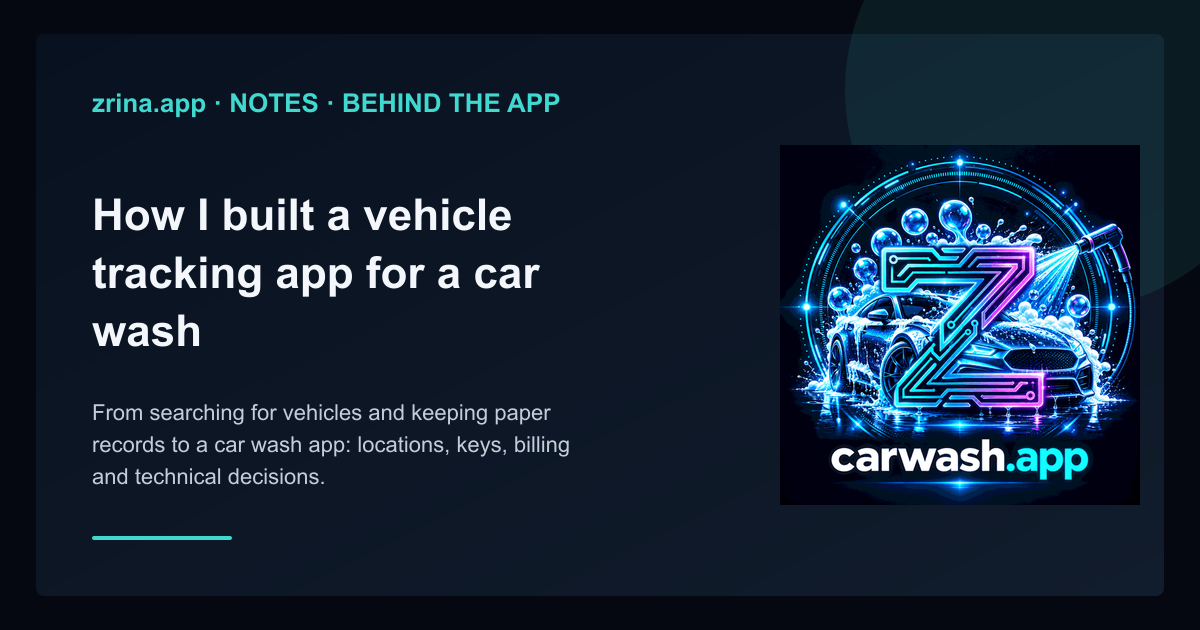 zrina.app · NOTES · BEHIND THE APP
How I built a vehicle
tracking app for a car
wash
From searching for vehicles and keeping paper
records to a car wash app: locations, keys, billing
and technical decisions.
Z
carwash.app